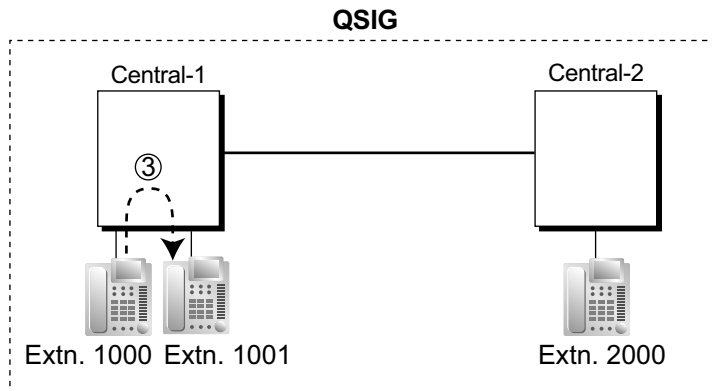 QSIG
Central-1
Central-2
③
Extn. 1000
Extn. 1001
Extn. 2000